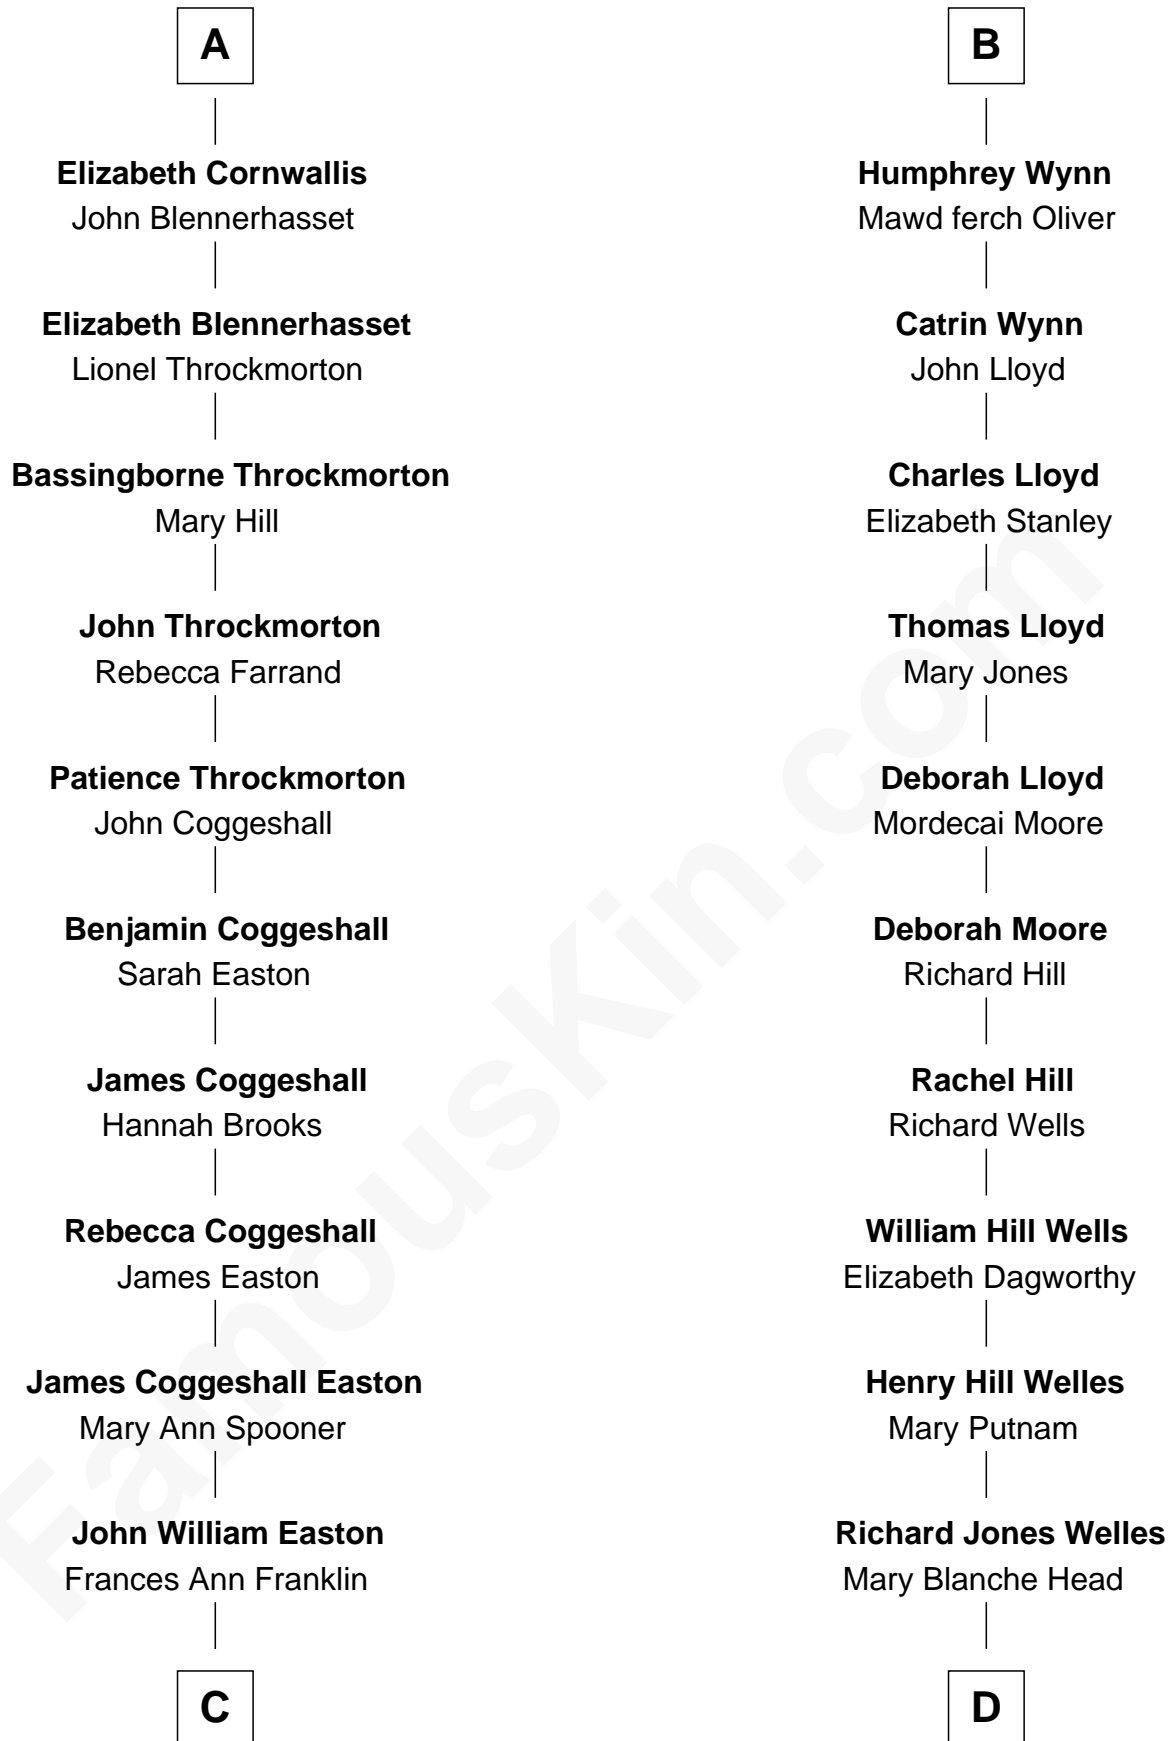 A
Elizabeth Cornwallis
John Blennerhasset
Elizabeth Blennerhasset
Lionel Throckmorton
Bassingborne Throckmorton
Mary Hill
John Throckmorton
Rebecca Farrand
Patience Throckmorton
John Coggeshall
Benjamin Coggeshall
Sarah Easton
James Coggeshall
Hannah Brooks
Rebecca Coggeshall
James Easton
James Coggeshall Easton
Mary Ann Spooner
John William Easton
Frances Ann Franklin
C
B
Humphrey Wynn
Mawd ferch Oliver
Catrin Wynn
John Lloyd
Charles Lloyd
Elizabeth Stanley
Thomas Lloyd
Mary Jones
Deborah Lloyd
Mordecai Moore
Deborah Moore
Richard Hill
Rachel Hill
Richard Wells
William Hill Wells
Elizabeth Dagworthy
Henry Hill Welles
Mary Putnam
Richard Jones Welles
Mary Blanche Head
D
FamousKin.com